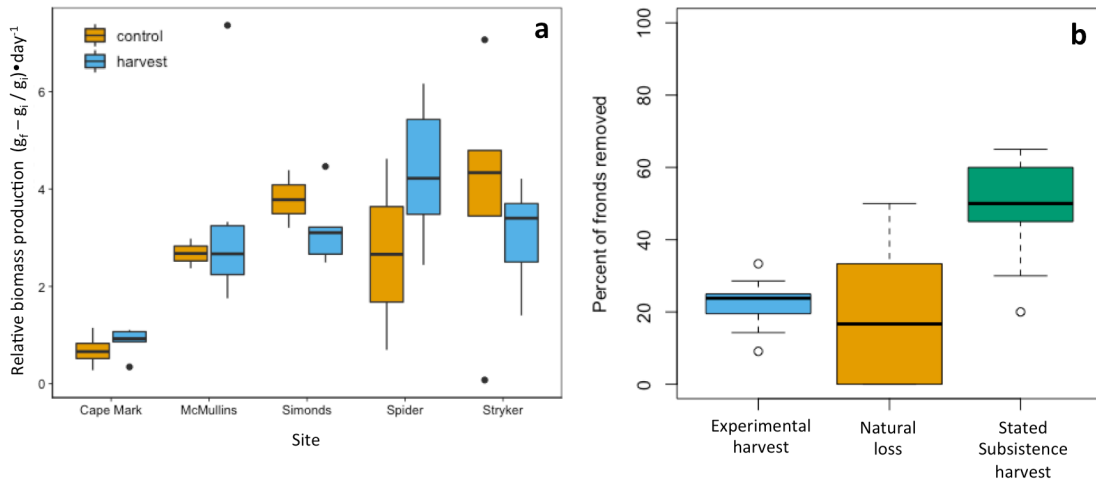 a
control
harvest
Relative biomass production (gf – gi / gi)•day-1
6
4
2
0
Cape Mark McMullins Simonds Spider Stryker
Site
b
Percent of fronds removed
100
80
60
40
20
0
Experimental
harvest
Natural
loss
Stated
Subsistence
harvest